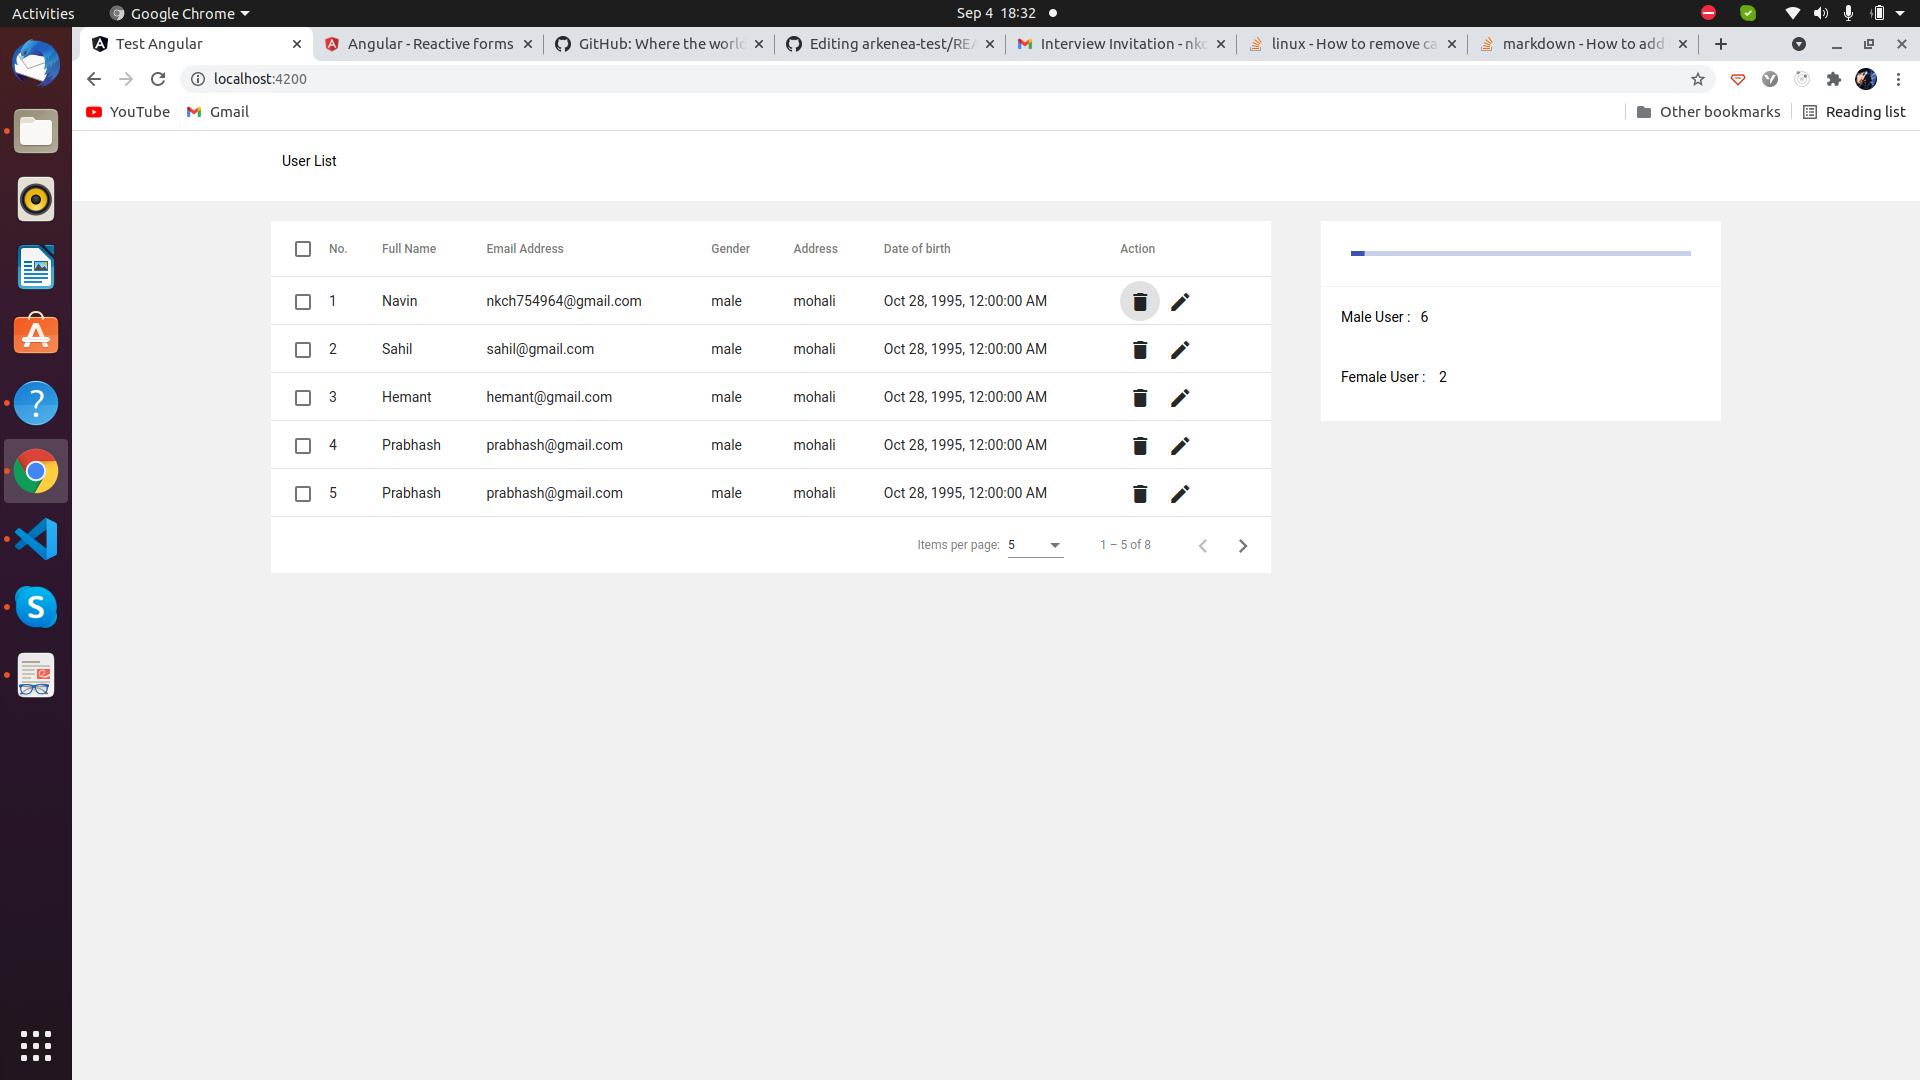 Activities Google Chrome Sep 4 18:32
Test Angular Angular - Reactive forms GitHub: Where the world Editing arkenea-test/REA Interview Invitation - nkc linux - How to remove ca markdown - How to add
localhost:4200
YouTube Gmail Other bookmarks Reading list
User List
No. Full Name Email Address Gender Address Date of birth Action
1 Navin nkch754964@gmail.com male mohali Oct 28, 1995, 12:00:00 AM
2 Sahil sahil@gmail.com male mohali Oct 28, 1995, 12:00:00 AM
3 Hemant hemant@gmail.com male mohali Oct 28, 1995, 12:00:00 AM
4 Prabhash prabhash@gmail.com male mohali Oct 28, 1995, 12:00:00 AM
5 Prabhash prabhash@gmail.com male mohali Oct 28, 1995, 12:00:00 AM
Items per page: 5 1 – 5 of 8
Male User : 6
Female User : 2